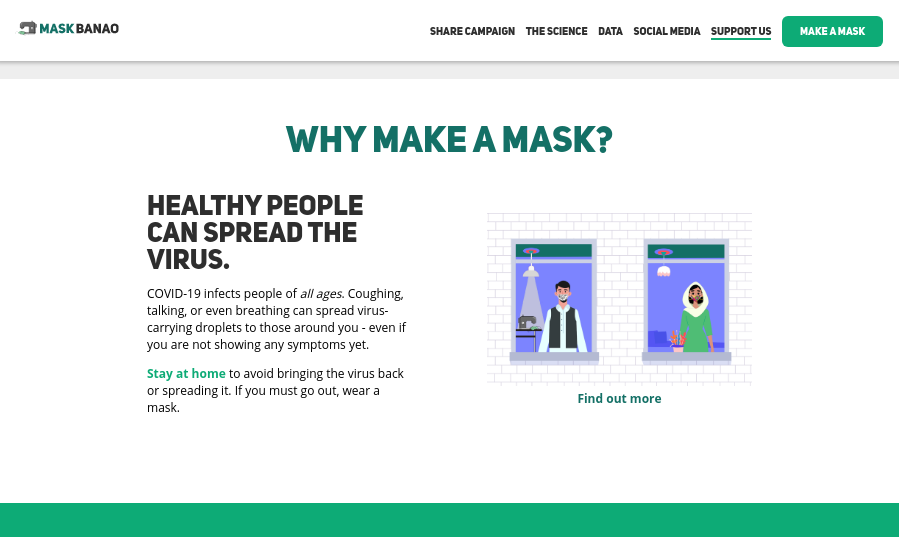 MASK BANAO
SHARE CAMPAIGN THE SCIENCE DATA SOCIAL MEDIA SUPPORT US MAKE A MASK
WHY MAKE A MASK?
HEALTHY PEOPLE
CAN SPREAD THE
VIRUS.
COVID-19 infects people of all ages. Coughing,
talking, or even breathing can spread virus-
carrying droplets to those around you - even if
you are not showing any symptoms yet.
Stay at home to avoid bringing the virus back
or spreading it. If you must go out, wear a
mask.
Find out more